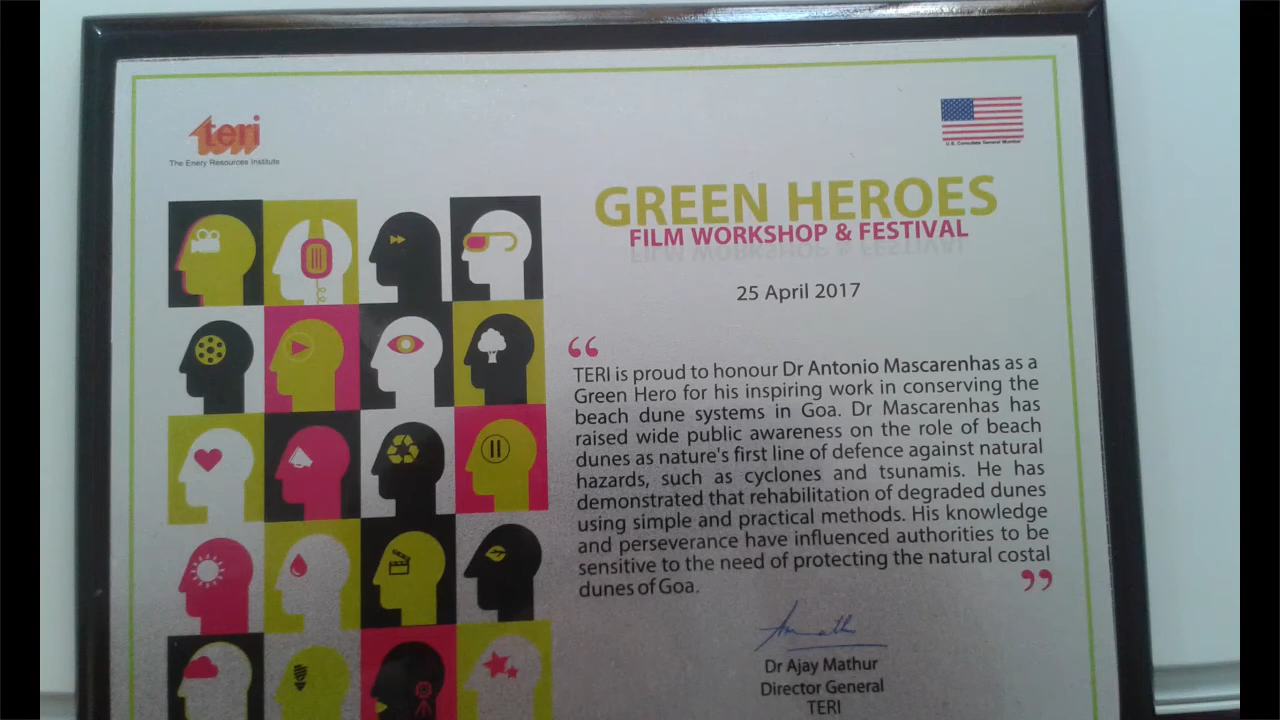 teri
The Enery Resources Institute
U.S. Consulate General Mumbai
GREEN HEROES
FILM WORKSHOP & FESTIVAL
25 April 2017
“
TERI is proud to honour Dr Antonio Mascarenhas as a
Green Hero for his inspiring work in conserving the
beach dune systems in Goa. Dr Mascarenhas has
raised wide public awareness on the role of beach
dunes as nature's first line of defence against natural
hazards, such as cyclones and tsunamis. He has
demonstrated that rehabilitation of degraded dunes
using simple and practical methods. His knowledge
and perseverance have influenced authorities to be
sensitive to the need of protecting the natural costal
dunes of Goa.
”
Dr Ajay Mathur
Director General
TERI